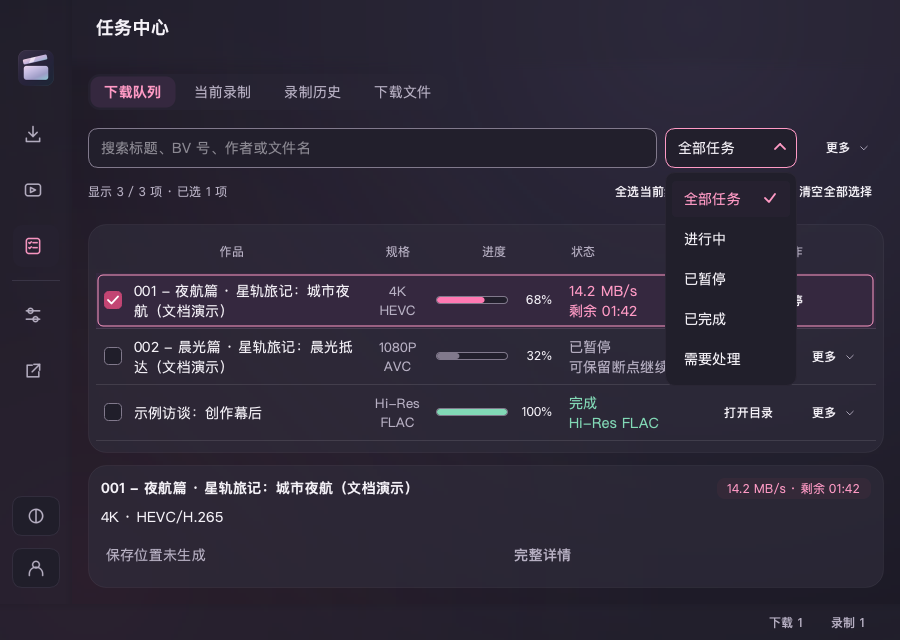 任务中心
下载队列 当前录制 录制历史 下载文件
搜索标题、BV 号、作者或文件名 全部任务 更多
显示 3 / 3 项 · 已选 1 项 全选当前 清空全部选择
全部任务
进行中
已暂停
已完成
需要处理
作品 规格 进度 状态 作
001 – 夜航篇 · 星轨旅记：城市夜
航（文档演示）
4K
HEVC
68%
14.2 MB/s
剩余 01:42
停
002 – 晨光篇 · 星轨旅记：晨光抵
达（文档演示）
1080P
AVC
32%
已暂停
可保留断点继续
更多
示例访谈：创作幕后
Hi-Res
FLAC
100%
完成
Hi-Res FLAC
打开目录 更多
001 – 夜航篇 · 星轨旅记：城市夜航（文档演示） 14.2 MB/s · 剩余 01:42
4K · HEVC/H.265
保存位置未生成 完整详情
下载 1 录制 1